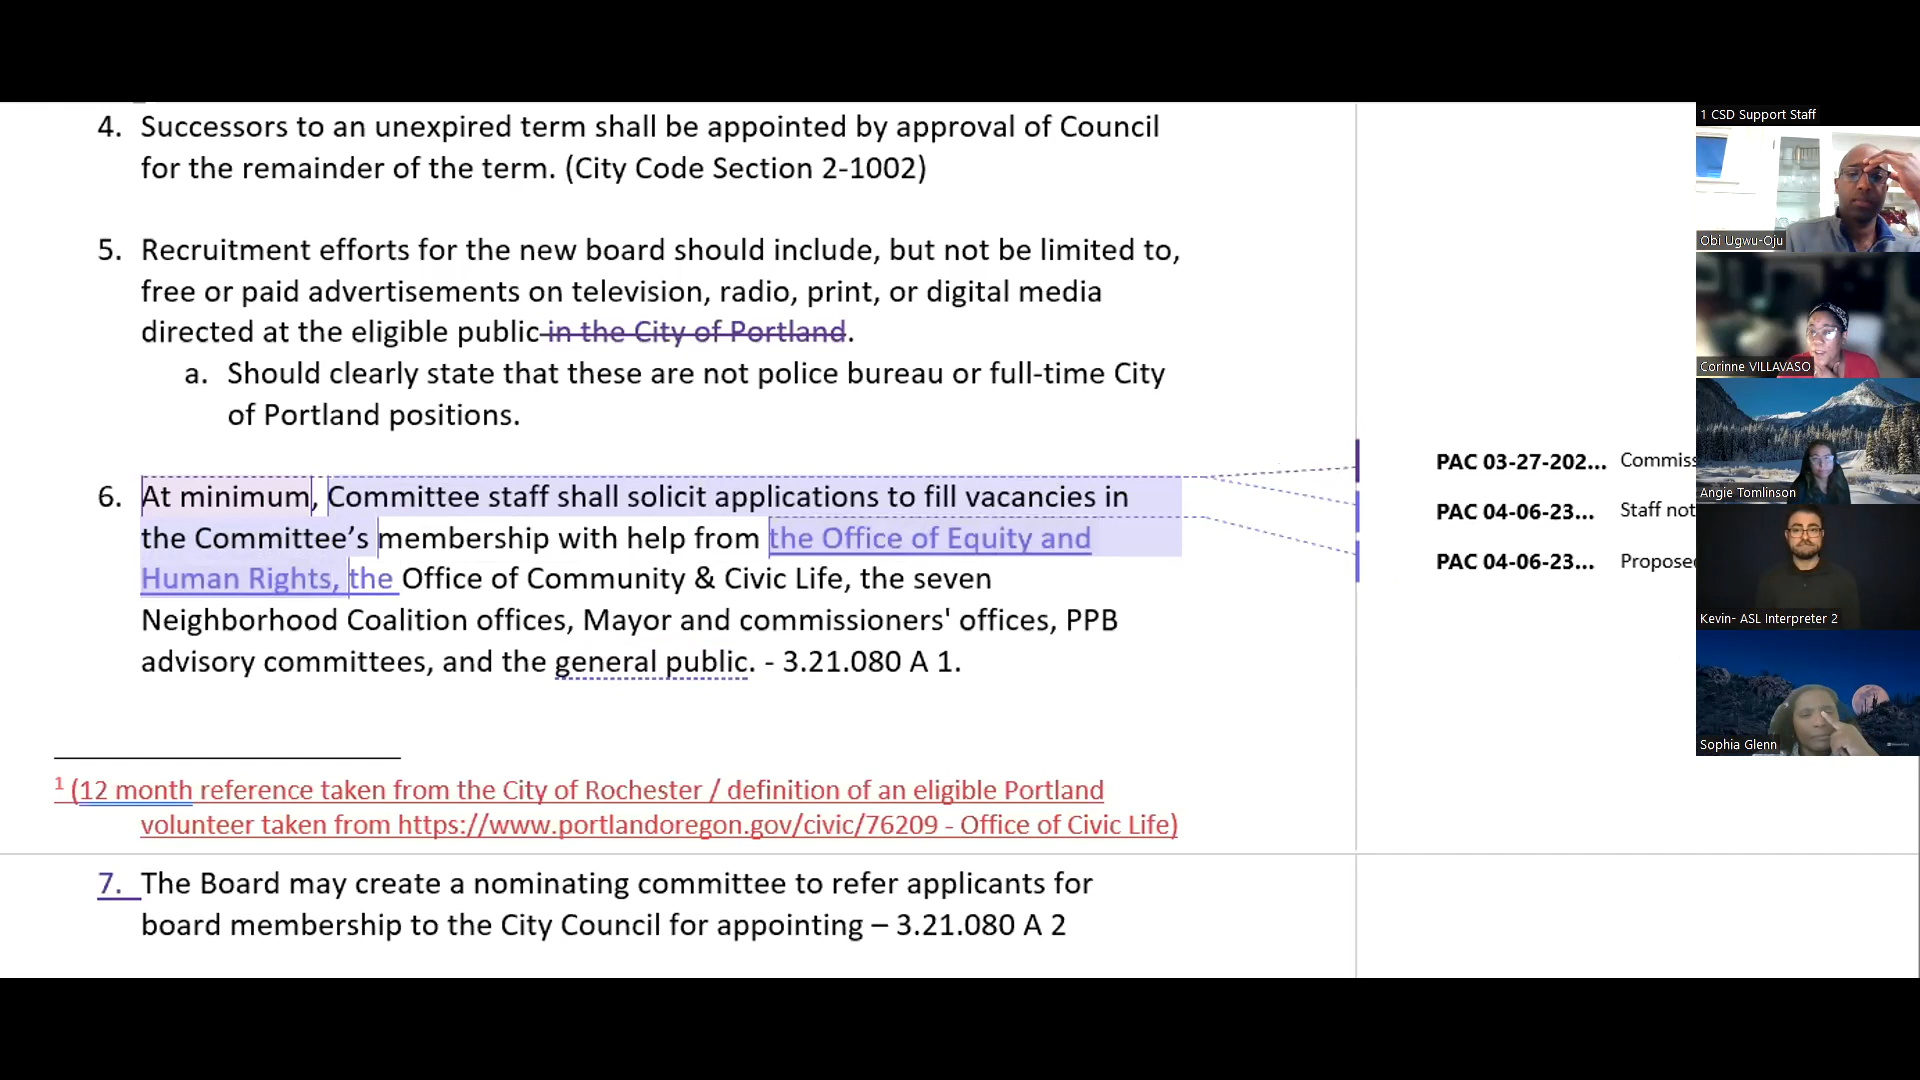 4. Successors to an unexpired term shall be appointed by approval of Council
for the remainder of the term. (City Code Section 2-1002)
5. Recruitment efforts for the new board should include, but not be limited to,
free or paid advertisements on television, radio, print, or digital media
directed at the eligible public in the City of Portland.
a. Should clearly state that these are not police bureau or full-time City
of Portland positions.
6. At minimum, Committee staff shall solicit applications to fill vacancies in
the Committee’s membership with help from the Office of Equity and
Human Rights, the Office of Community & Civic Life, the seven
Neighborhood Coalition offices, Mayor and commissioners' offices, PPB
advisory committees, and the general public. - 3.21.080 A 1.
1 (12 month reference taken from the City of Rochester / definition of an eligible Portland
volunteer taken from https://www.portlandoregon.gov/civic/76209 - Office of Civic Life)
7. The Board may create a nominating committee to refer applicants for
board membership to the City Council for appointing – 3.21.080 A 2
PAC 03-27-202... Commiss
PAC 04-06-23... Staff not
PAC 04-06-23... Propose
1 CSD Support Staff
Obi Ugwu-Oju
Corinne VILLAVASO
Angie Tomlinson
Kevin- ASL Interpreter 2
Sophia Glenn